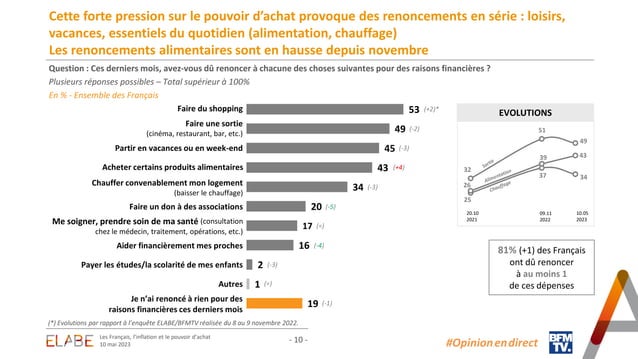 Cette forte pression sur le pouvoir d’achat provoque des renoncements en série : loisirs,
vacances, essentiels du quotidien (alimentation, chauffage)
Les renoncements alimentaires sont en hausse depuis novembre
Question : Ces derniers mois, avez-vous dû renoncer à chacune des choses suivantes pour des raisons financières ?
Plusieurs réponses possibles – Total supérieur à 100%
En % - Ensemble des Français
Faire du shopping 53 (+2)*
Faire une sortie
(cinéma, restaurant, bar, etc.) 49 (-2)
Partir en vacances ou en week-end 45 (-3)
Acheter certains produits alimentaires 43 (+4)
Chauffer convenablement mon logement
(baisser le chauffage) 34 (-3)
Faire un don à des associations 20 (-5)
Me soigner, prendre soin de ma santé (consultation
chez le médecin, traitement, opérations, etc.) 17 (=)
Aider financièrement mes proches 16 (-4)
Payer les études/la scolarité de mes enfants 2 (-3)
Autres 1 (=)
Je n’ai renoncé à rien pour des
raisons financières ces derniers mois 19 (-1)
EVOLUTIONS
51
49
39
43
37
34
32
26
25
Sortie
Alimentation
Chauffage
20.10 09.11 10.05
2021 2022 2023
81% (+1) des Français
ont dû renoncer
à au moins 1
de ces dépenses
(*) Evolutions par rapport à l’enquête ELABE/BFMTV réalisée du 8 au 9 novembre 2022.
ELABE
Les Français, l’inflation et le pouvoir d’achat
10 mai 2023
- 10 -
#Opinionendirect
BFM
TV.